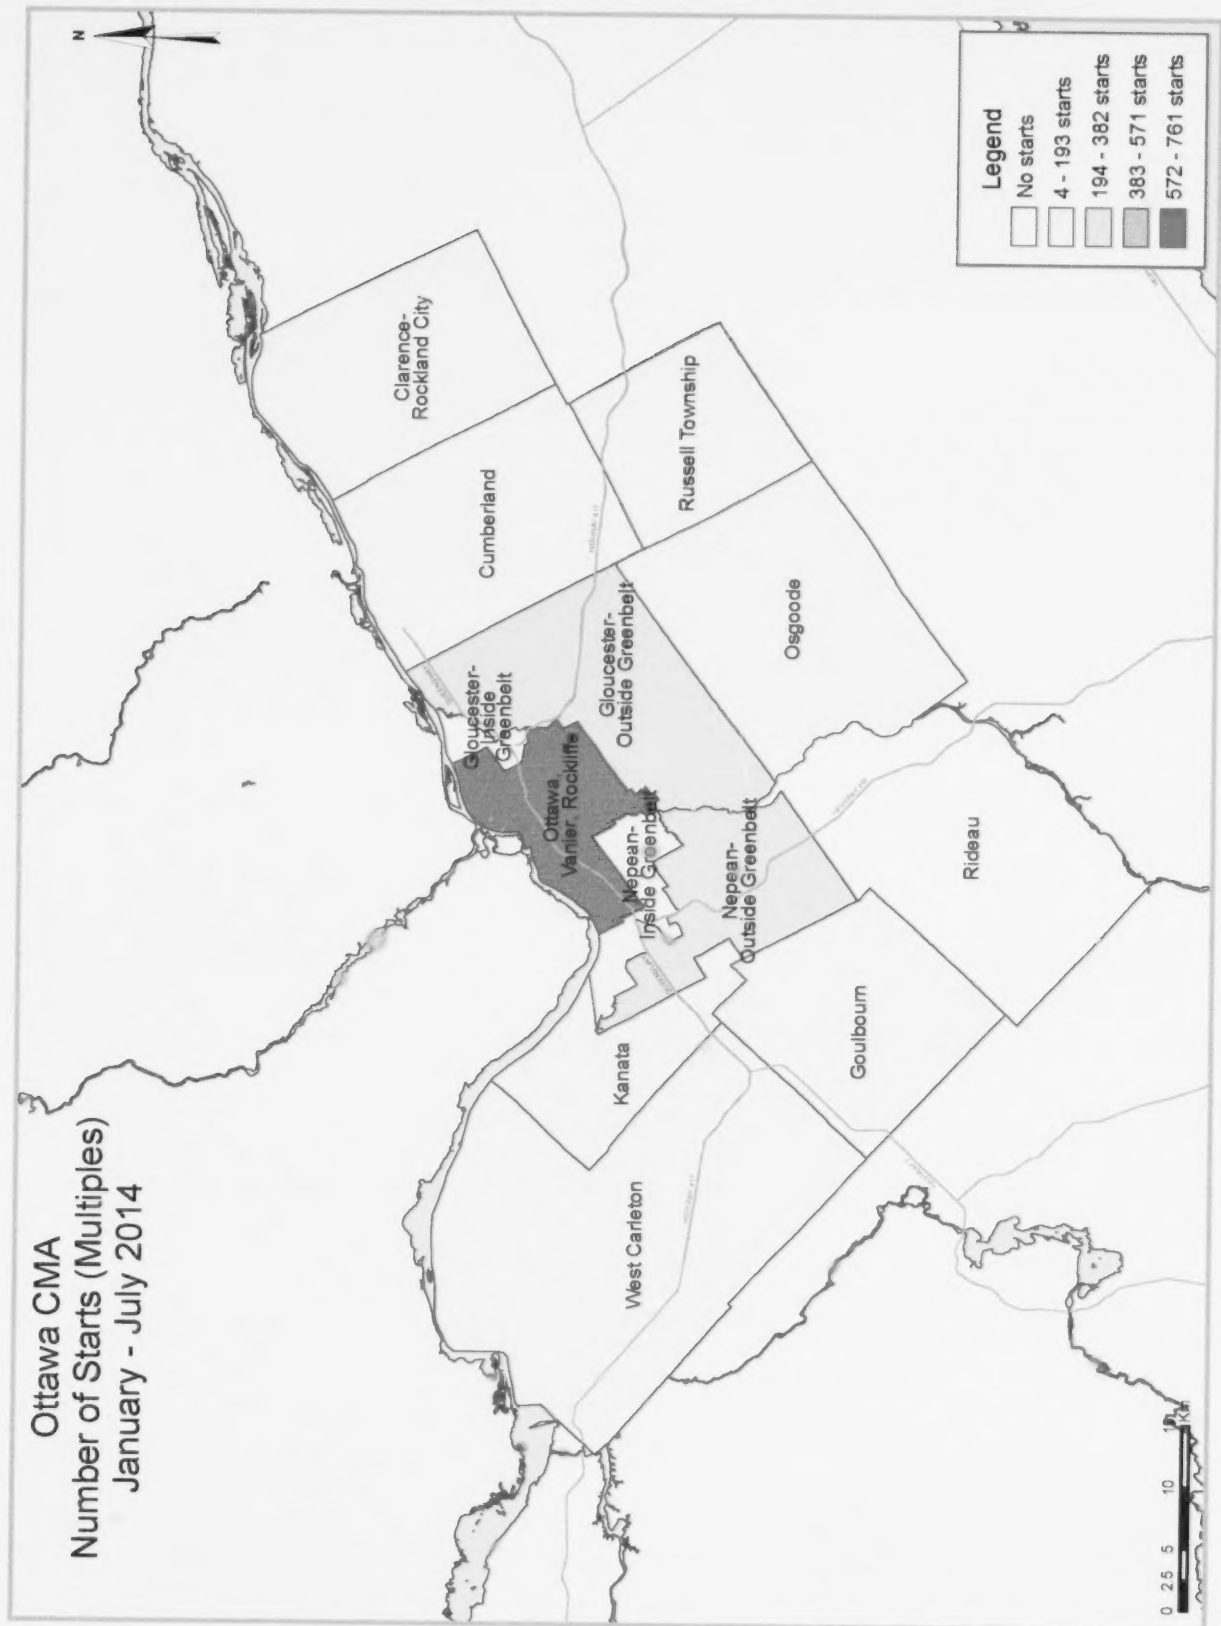 Ottawa CMA
Number of Starts (Multiples)
January - July 2014
N
Clarence-
Rockland City
Cumberland
Russell Township
Gloucester-
Inside
Greenbelt
Gloucester-
Outside Greenbelt
Osgoode
Ottawa,
Vanier, Rockliffe
Nepean-
Inside Greenbelt
Nepean-
Outside Greenbelt
Rideau
Kanata
Goulbourn
West Carleton
Legend
No starts
4 - 193 starts
194 - 382 starts
383 - 571 starts
572 - 761 starts
0 2.5 5 10
Km